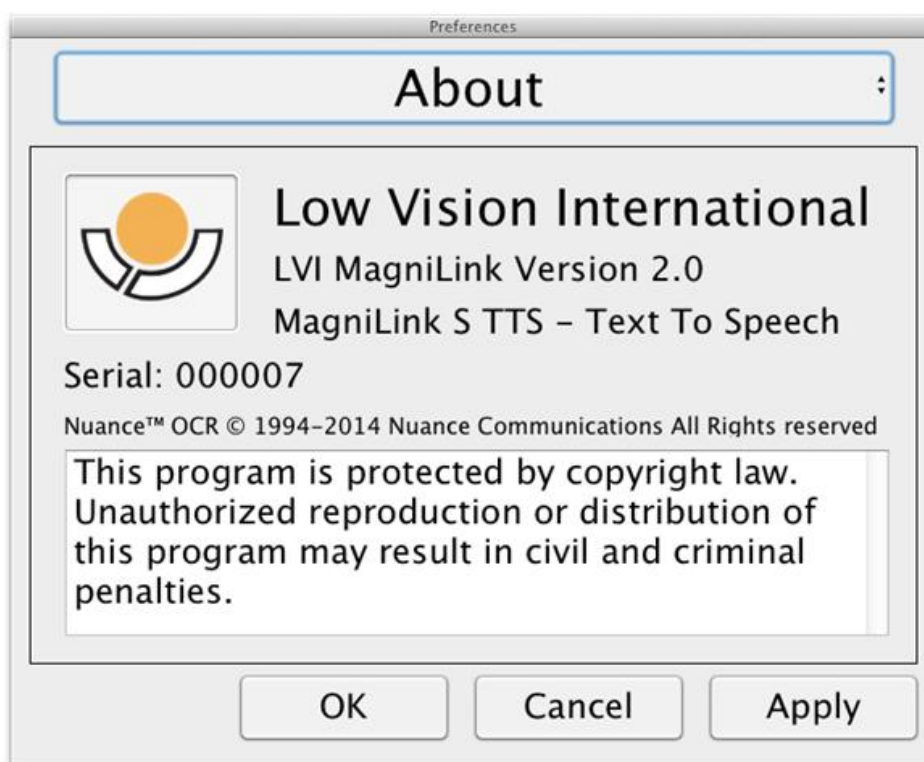 Preferences
About
Low Vision International
LVI MagniLink Version 2.0
MagniLink S TTS – Text To Speech
Serial: 000007
Nuance™ OCR © 1994–2014 Nuance Communications All Rights reserved
This program is protected by copyright law.
Unauthorized reproduction or distribution of
this program may result in civil and criminal
penalties.
OK
Cancel
Apply